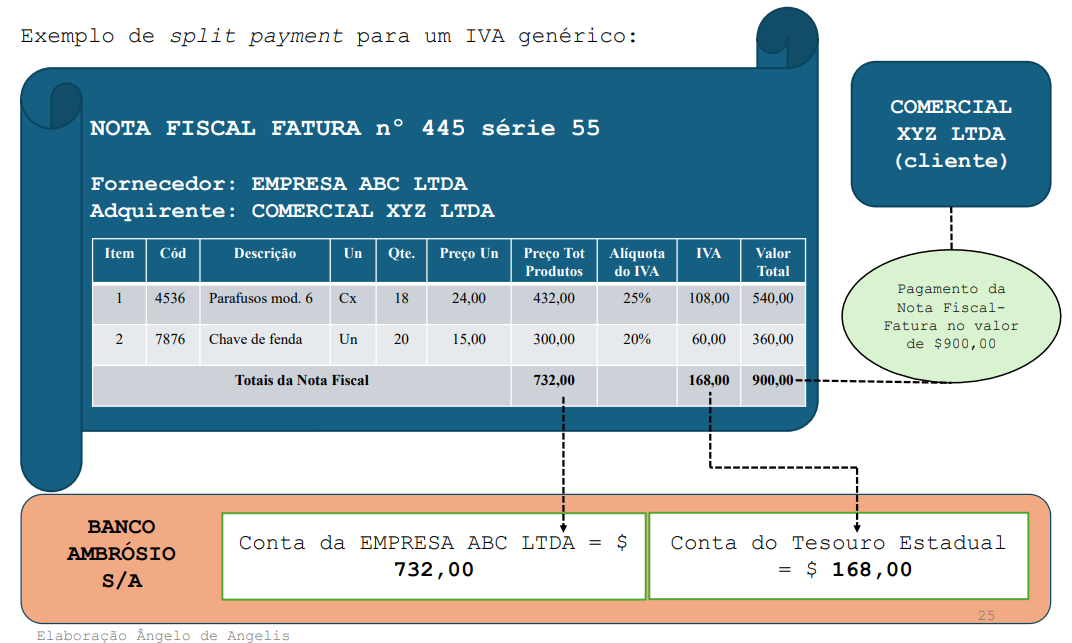 Exemplo de split payment para um IVA genérico:
NOTA FISCAL FATURA nº 445 série 55
Fornecedor: EMPRESA ABC LTDA
Adquirente: COMERCIAL XYZ LTDA
Item Cód Descrição Un Qte. Preço Un Preço Tot Produtos Alíquota do IVA IVA Valor Total
1 4536 Parafusos mod. 6 Cx 18 24,00 432,00 25% 108,00 540,00
2 7876 Chave de fenda Un 20 15,00 300,00 20% 60,00 360,00
Totais da Nota Fiscal 732,00 168,00 900,00
COMERCIAL
XYZ LTDA
(cliente)
Pagamento da
Nota Fiscal-
Fatura no valor
de $900,00
BANCO
AMBRÓSIO
S/A
Conta da EMPRESA ABC LTDA = $
732,00
Conta do Tesouro Estadual
= $ 168,00
25
Elaboração Ângelo de Angelis